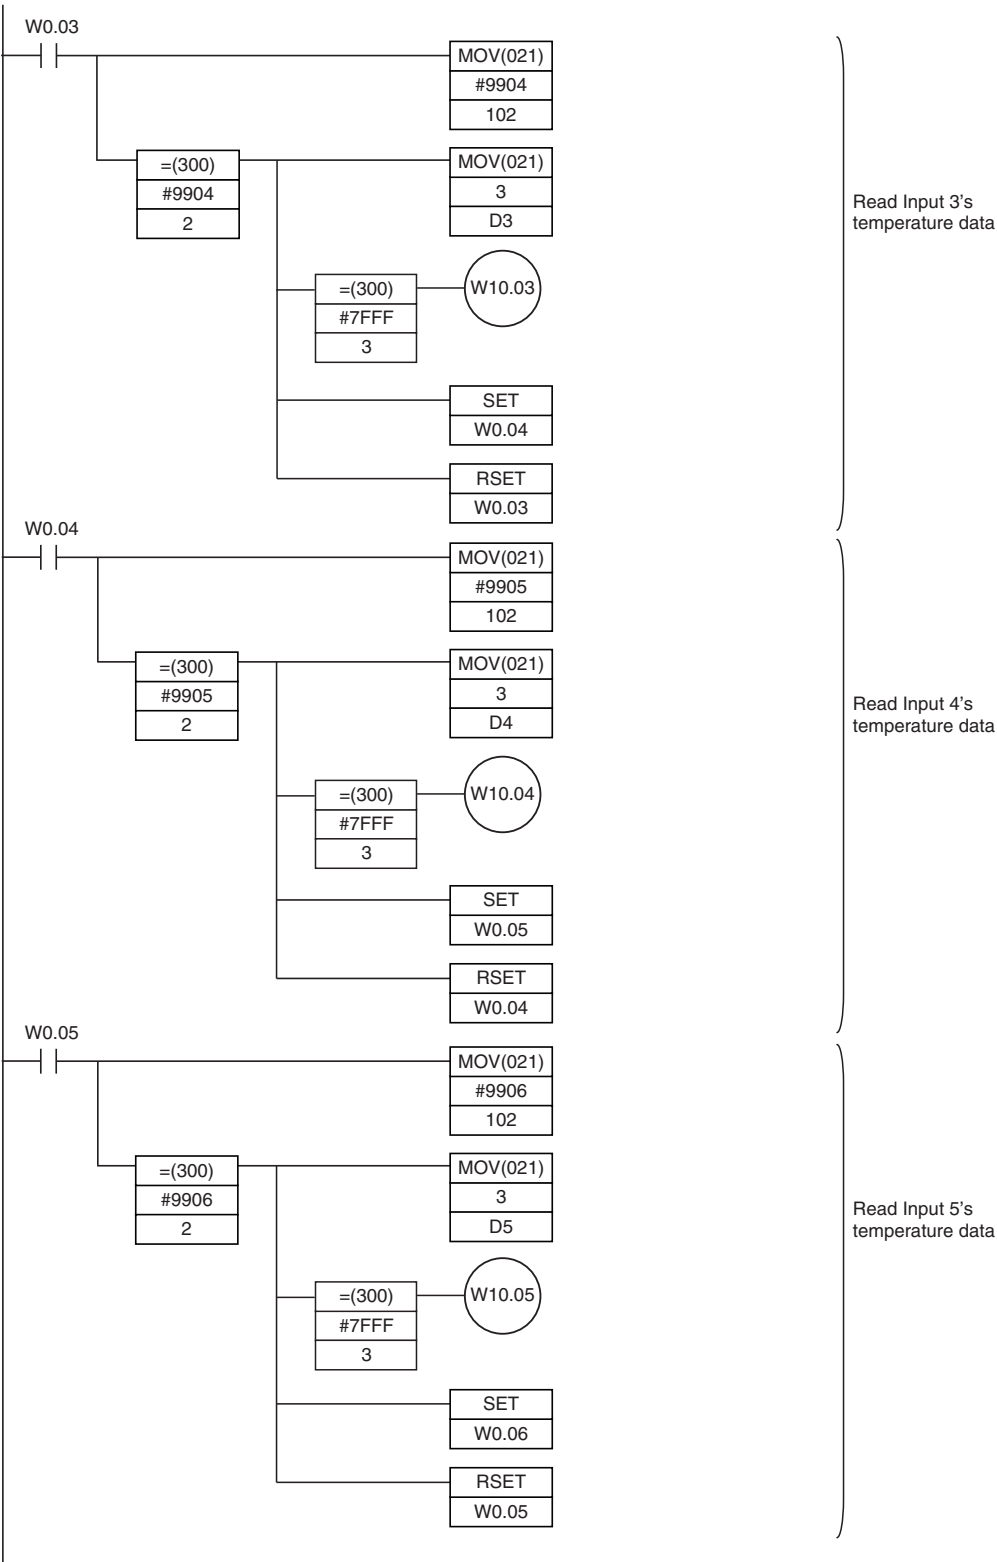 W0.03
MOV(021)
#9904
102
=(300)
#9904
2
MOV(021)
3
D3
=(300)
#7FFF
3
W10.03
SET
W0.04
RSET
W0.03
Read Input 3's
temperature data
W0.04
MOV(021)
#9905
102
=(300)
#9905
2
MOV(021)
3
D4
=(300)
#7FFF
3
W10.04
SET
W0.05
RSET
W0.04
Read Input 4's
temperature data
W0.05
MOV(021)
#9906
102
=(300)
#9906
2
MOV(021)
3
D5
=(300)
#7FFF
3
W10.05
SET
W0.06
RSET
W0.05
Read Input 5's
temperature data